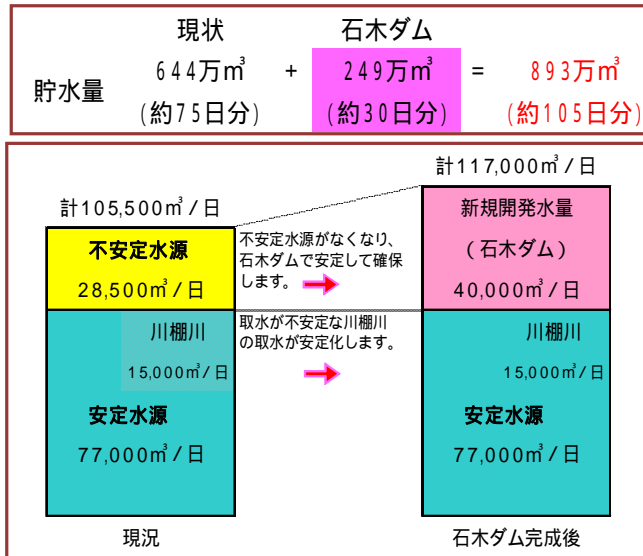 現状 石木ダム
貯水量 644万㎥ + 249万㎥ = 893万㎥
(約75日分) (約30日分) (約105日分)
計117,000㎥/日
計105,500㎥/日
不安定水源
28,500㎥/日
川棚川
15,000㎥/日
安定水源
77,000㎥/日
現況
不安定水源がなくなり、
石木ダムで安定して確保
します。
取水が不安定な川棚川
の取水が安定化します。
新規開発水量
(石木ダム)
40,000㎥/日
川棚川
15,000㎥/日
安定水源
77,000㎥/日
石木ダム完成後